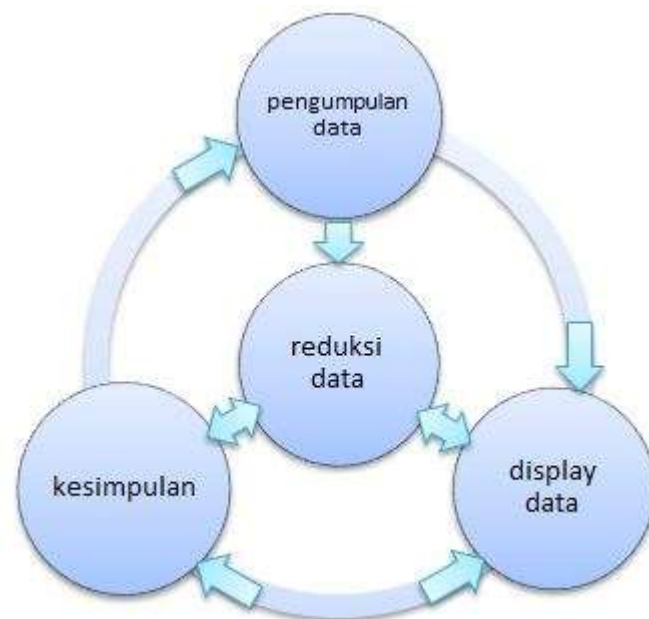 pengumpulan
data
reduksi
data
kesimpulan
display
data